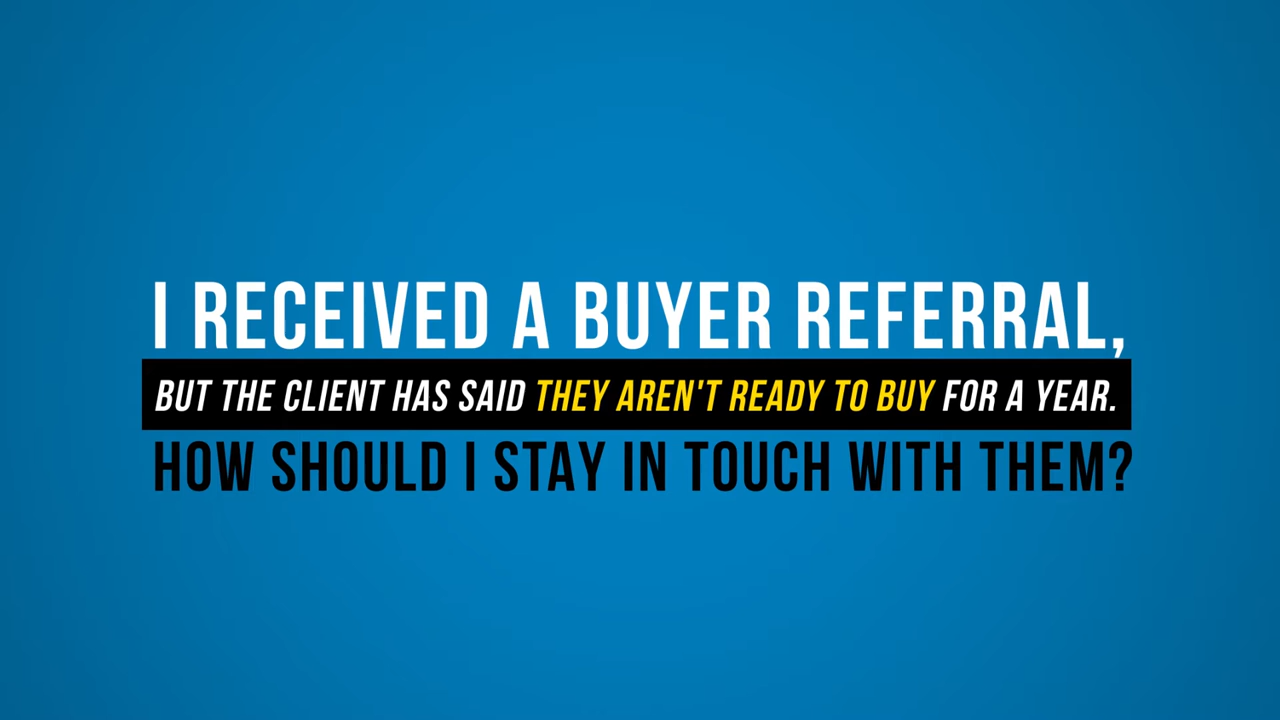 I RECEIVED A BUYER REFERRAL,
BUT THE CLIENT HAS SAID THEY AREN'T READY TO BUY FOR A YEAR.
HOW SHOULD I STAY IN TOUCH WITH THEM?